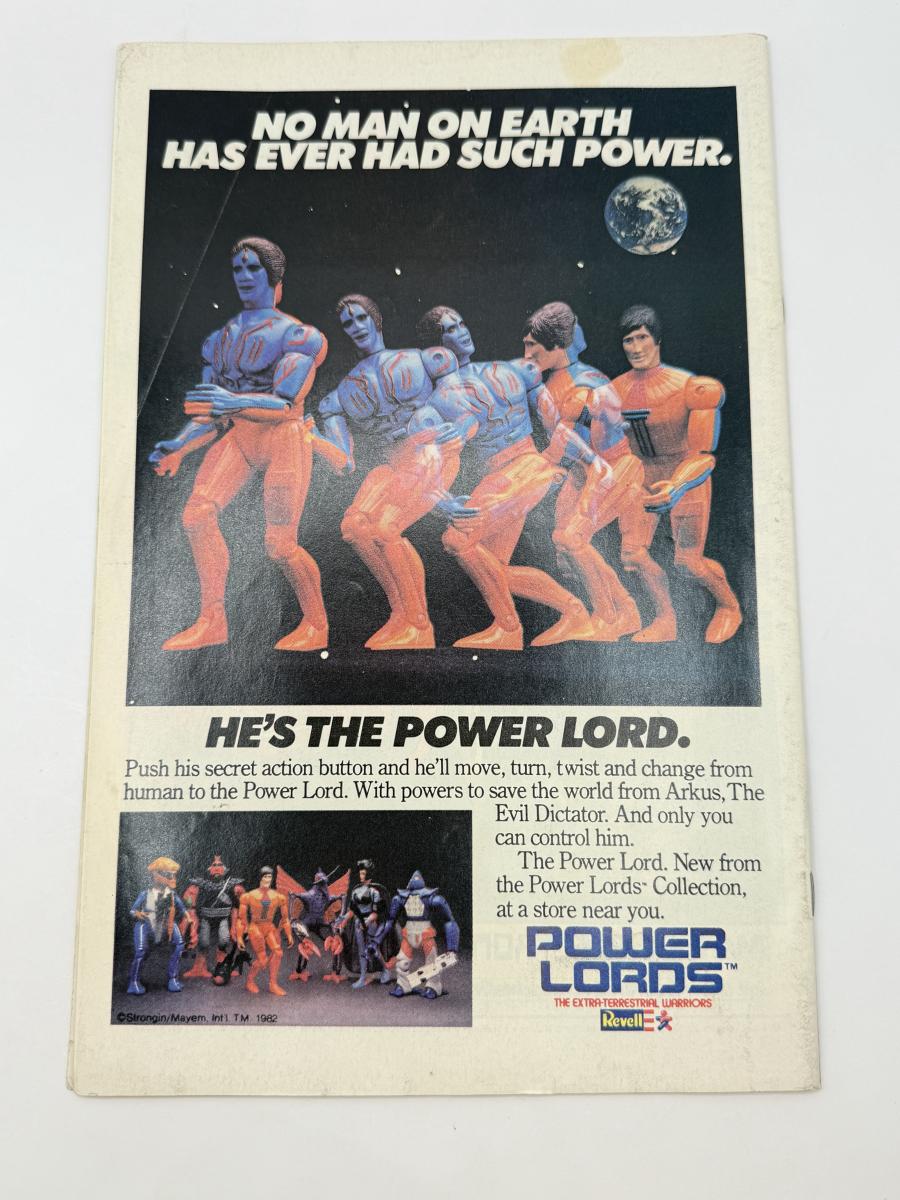 NO MAN ON EARTH
HAS EVER HAD SUCH POWER.
HE'S THE POWER LORD.
Push his secret action button and he'll move, turn, twist and change from
human to the Power Lord. With powers to save the world from Arkus, The
Evil Dictator. And only you
can control him.
The Power Lord. New from
the Power Lords™ Collection,
at a store near you.
©Strongin/Mayem, Int'l. T.M. 1982
POWER
LORDS™
THE EXTRA-TERRESTRIAL WARRIORS
Revell